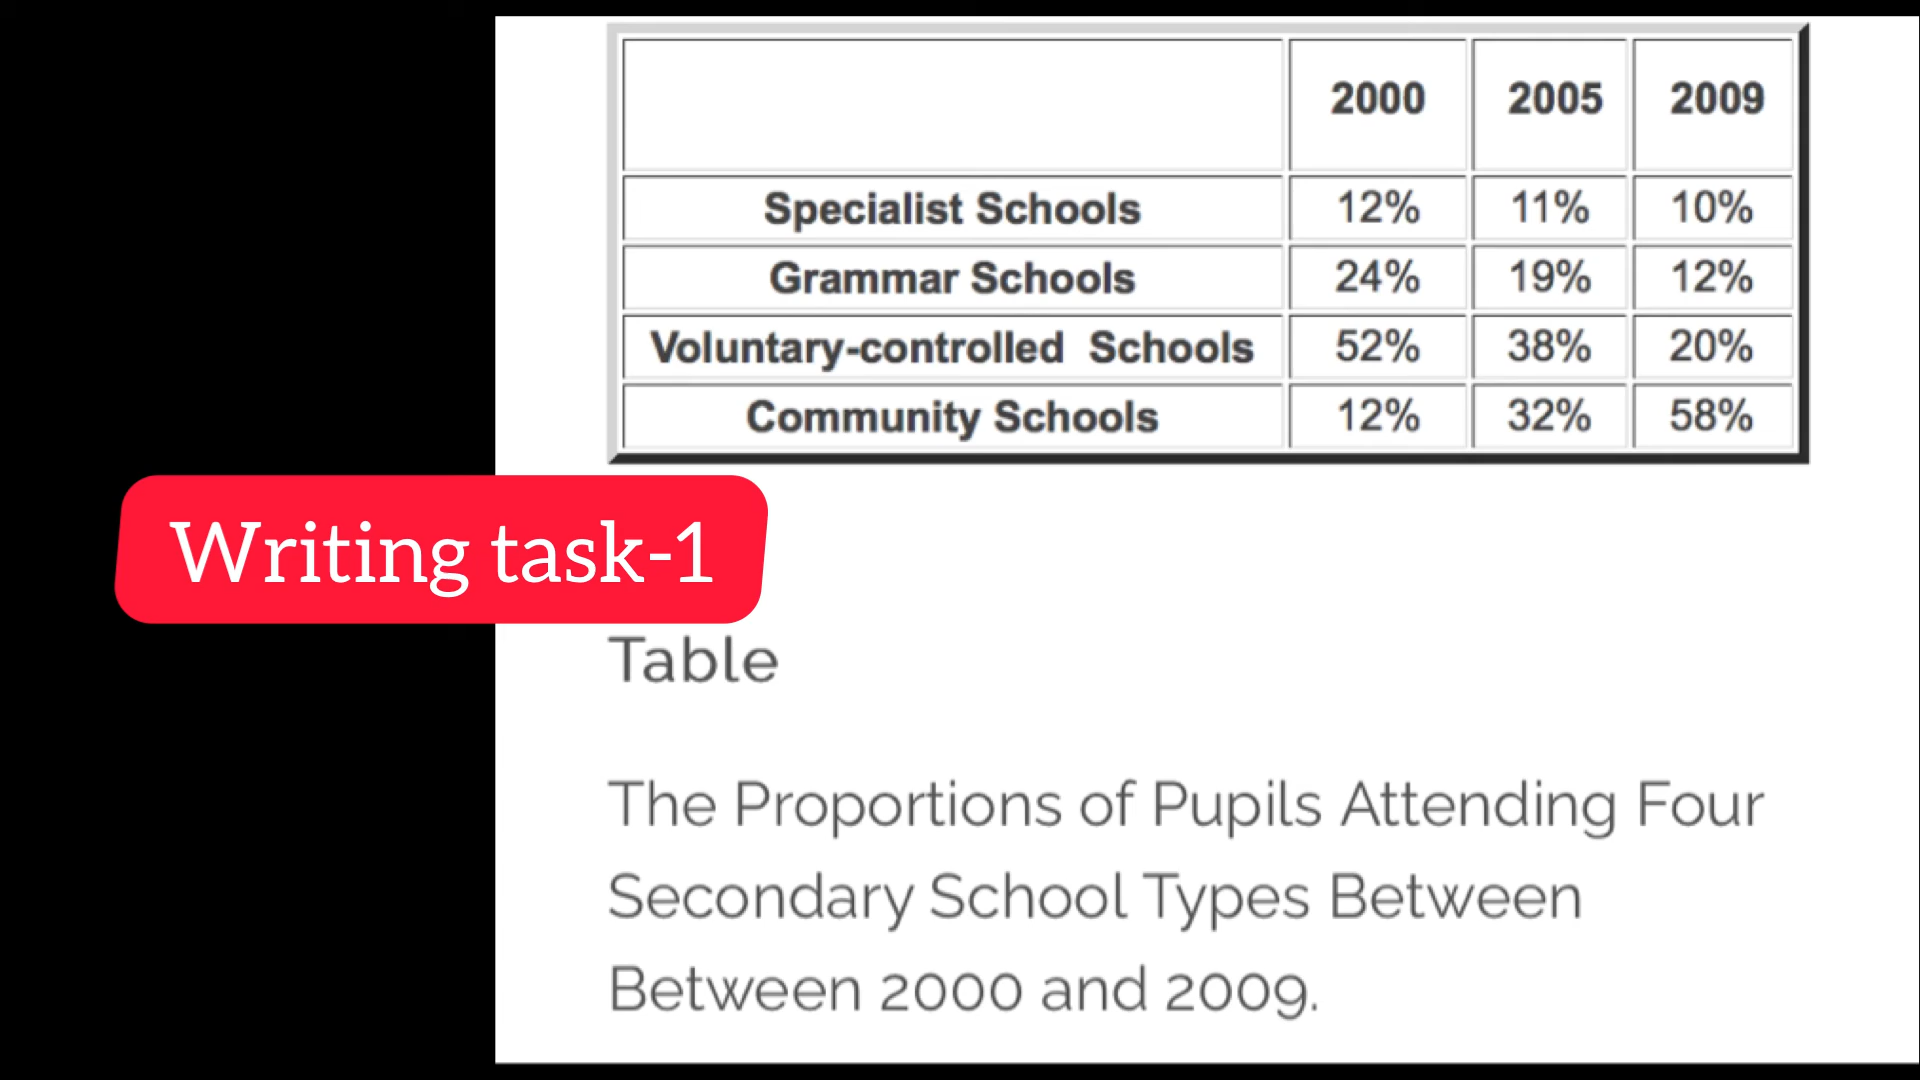 2000 2005 2009
Specialist Schools 12% 11% 10%
Grammar Schools 24% 19% 12%
Voluntary-controlled Schools 52% 38% 20%
Community Schools 12% 32% 58%
Writing task-1
Table
The Proportions of Pupils Attending Four
Secondary School Types Between
Between 2000 and 2009.